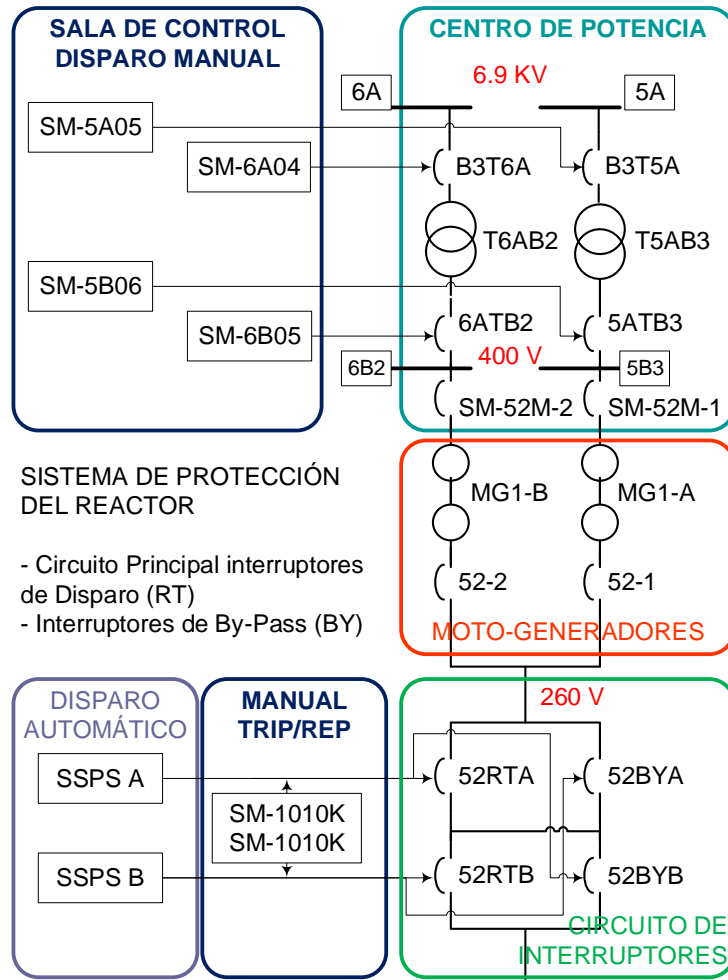 SALA DE CONTROL
DISPARO MANUAL
SM-5A05
SM-6A04
SM-5B06
SM-6B05
CENTRO DE POTENCIA
6.9 KV
6A
5A
B3T6A
B3T5A
T6AB2
T5AB3
6ATB2
5ATB3
400 V
6B2
5B3
SM-52M-2
SM-52M-1
SISTEMA DE PROTECCIÓN
DEL REACTOR
- Circuito Principal interruptores
de Disparo (RT)
- Interruptores de By-Pass (BY)
MG1-B
MG1-A
52-2
52-1
MOTO-GENERADORES
DISPARO
AUTOMÁTICO
SSPS A
SSPS B
MANUAL
TRIP/REP
SM-1010K
SM-1010K
260 V
52RTA
52BYA
52RTB
52BYB
CIRCUITO DE
INTERRUPTORES